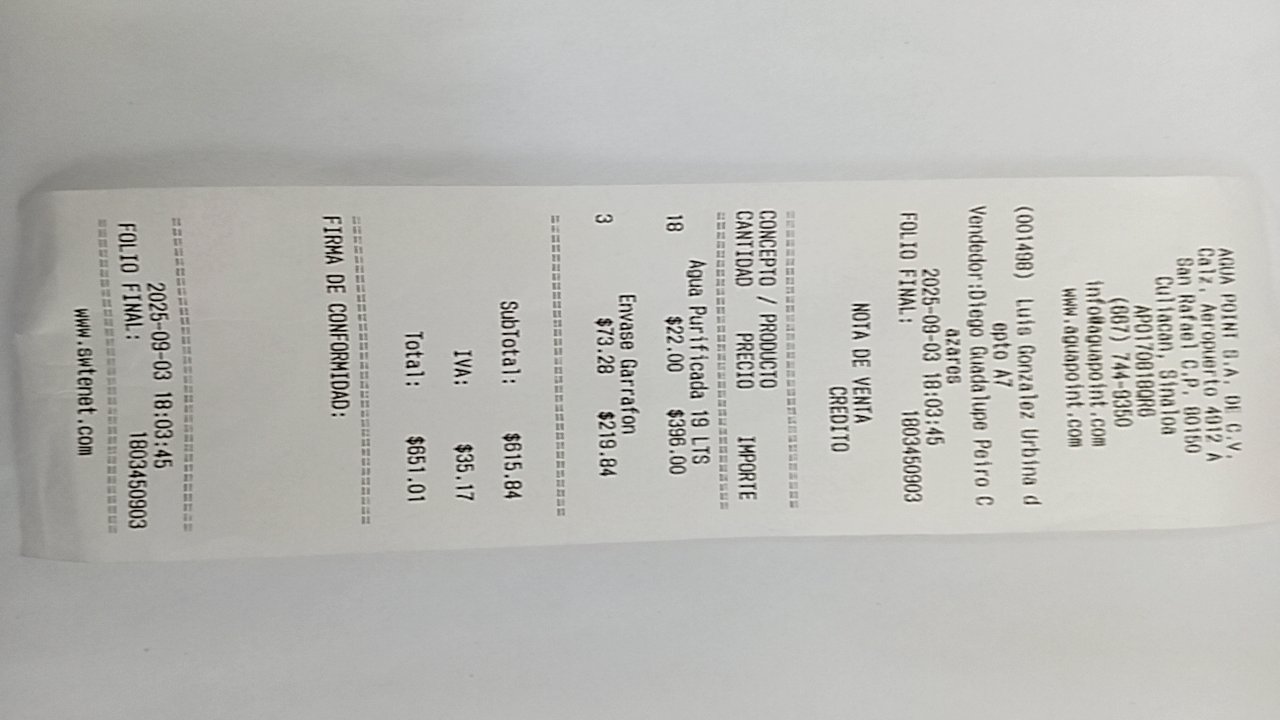 AGUA POINT S.A. DE C.V.
Calz. Aeropuerto 4912 A
San Rafael C.P. 80150
Culiacan, Sinaloa
APO170818QR6
(667) 744-9350
info@aguapoint.com
www.aguapoint.com
(001498) Luis Gonzalez Urbina d
epto A7
Vendedor:Diego Guadalupe Peiro C
azares
2025-09-03 18:03:45
FOLIO FINAL: 1803450903
NOTA DE VENTA
CREDITO
================================
CONCEPTO / PRODUCTO
CANTIDAD PRECIO IMPORTE
================================
Agua Purificada 19 LTS
18 $22.00 $396.00
Envase Garrafon
3 $73.28 $219.84
================================
SubTotal: $615.84
IVA: $35.17
Total: $651.01
================================
FIRMA DE CONFORMIDAD:
================================
2025-09-03 18:03:45
FOLIO FINAL: 1803450903
================================
www.swtenet.com